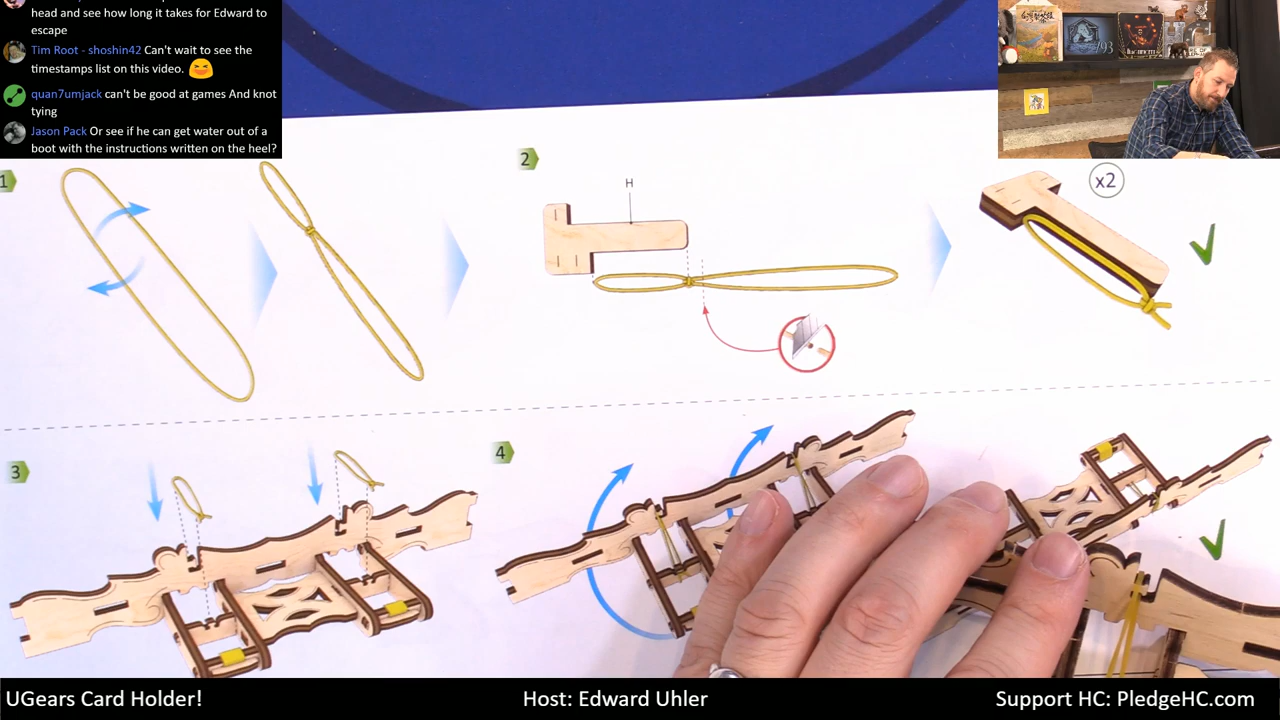 head and see how long it takes for Edward to
escape
Tim Root - shoshin42 Can't wait to see the
timestamps list on this video. 😆
quan7umjack can't be good at games And knot
tying
Jason Pack Or see if he can get water out of a
boot with the instructions written on the heel?
1
2
H
x2
3
4
UGears Card Holder!
Host: Edward Uhler
Support HC: PledgeHC.com